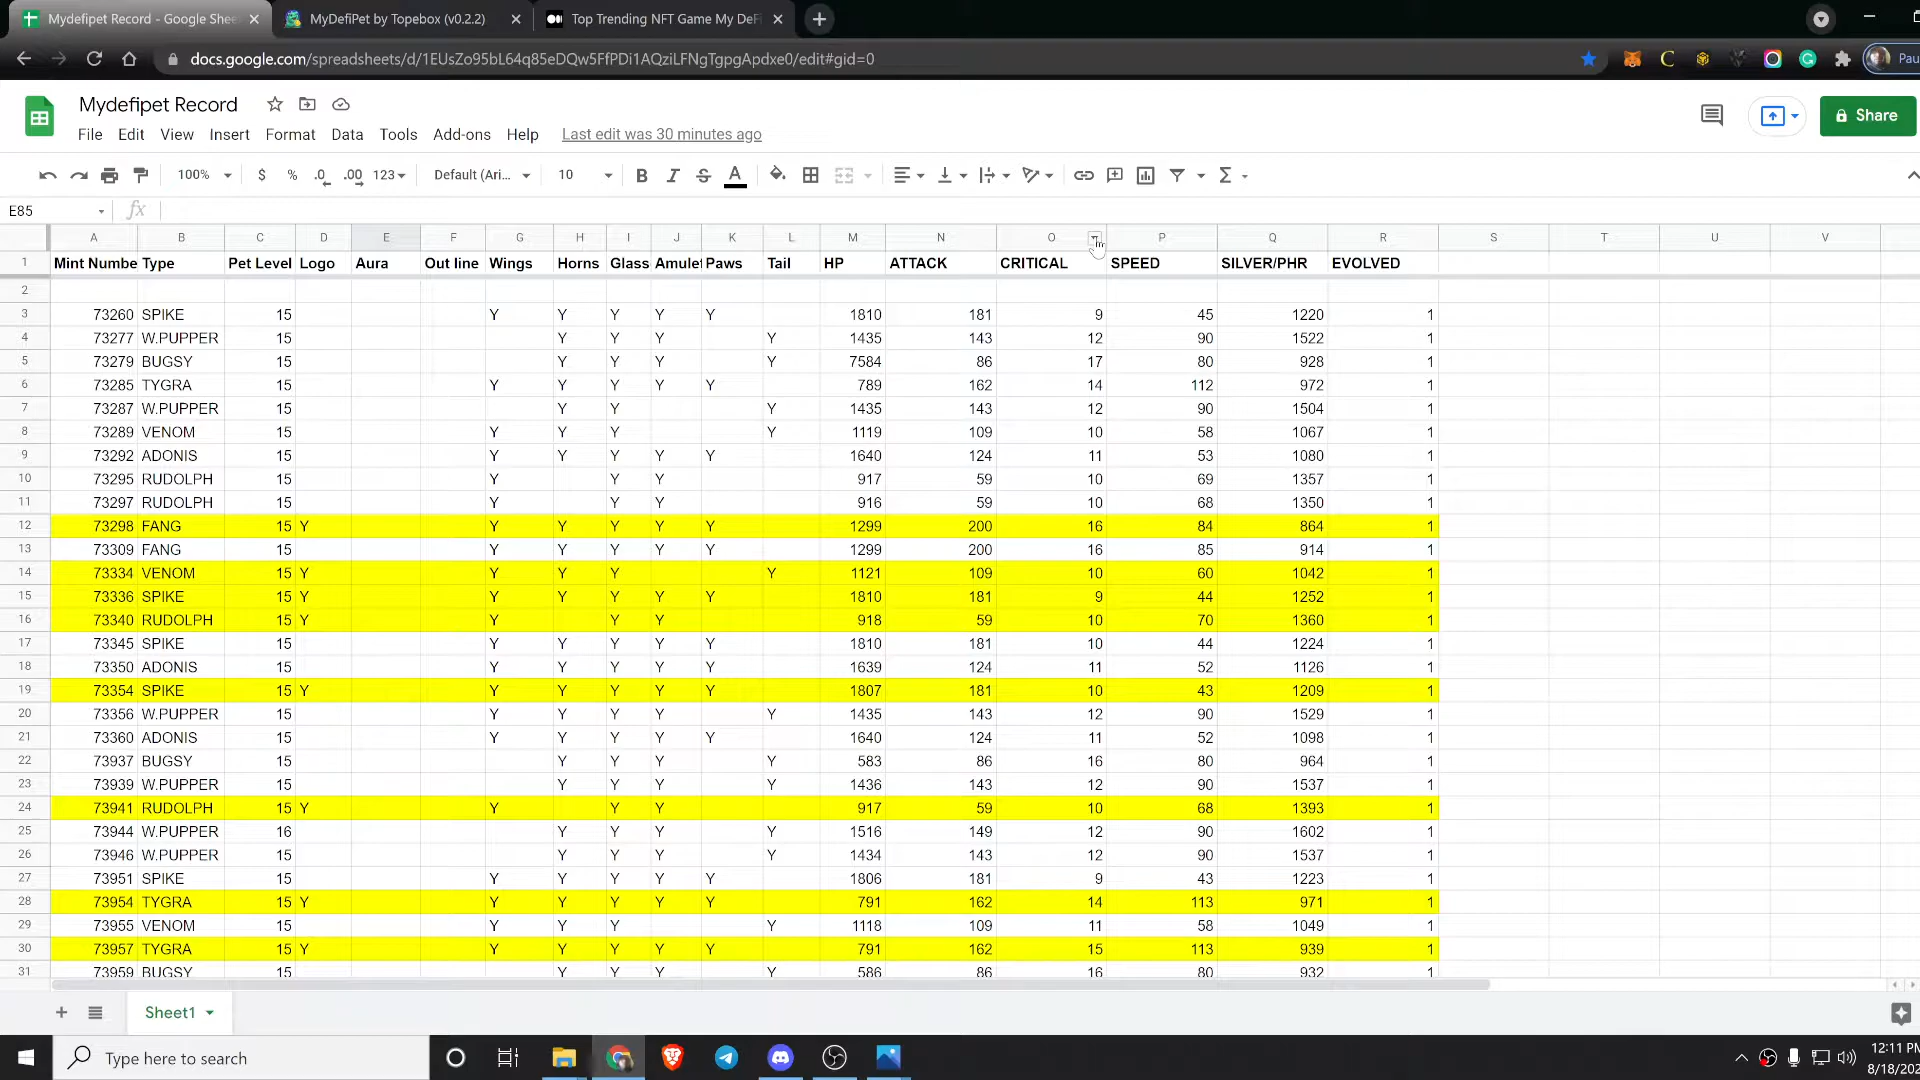 Mydefipet Record - Google Shee
MyDefiPet by Topebox (v0.2.2)
Top Trending NFT Game My DeFi
docs.google.com/spreadsheets/d/1EUsZo95bL64q85eDQw5FfPDi1AQziLFNgTgpgApdxe0/edit#gid=0
Pau
Mydefipet Record
Share
File Edit View Insert Format Data Tools Add-ons Help Last edit was 30 minutes ago
100% $ % .0 .00 123 Default (Ari... 10 B I S A Σ
E85 fx
A B C D E F G H I J K L M N O P Q R S T U V
1 Mint Numbe Type Pet Level Logo Aura Out line Wings Horns Glass Amulet Paws Tail HP ATTACK CRITICAL SPEED SILVER/PHR EVOLVED
2
3 73260 SPIKE 15 Y Y Y Y Y 1810 181 9 45 1220 1
4 73277 W.PUPPER 15 Y Y Y Y 1435 143 12 90 1522 1
5 73279 BUGSY 15 Y Y Y Y 7584 86 17 80 928 1
6 73285 TYGRA 15 Y Y Y Y Y 789 162 14 112 972 1
7 73287 W.PUPPER 15 Y Y Y 1435 143 12 90 1504 1
8 73289 VENOM 15 Y Y Y Y 1119 109 10 58 1067 1
9 73292 ADONIS 15 Y Y Y Y Y 1640 124 11 53 1080 1
10 73295 RUDOLPH 15 Y Y Y 917 59 10 69 1357 1
11 73297 RUDOLPH 15 Y Y Y 916 59 10 68 1350 1
12 73298 FANG 15 Y Y Y Y Y Y 1299 200 16 84 864 1
13 73309 FANG 15 Y Y Y Y Y 1299 200 16 85 914 1
14 73334 VENOM 15 Y Y Y Y Y 1121 109 10 60 1042 1
15 73336 SPIKE 15 Y Y Y Y Y Y 1810 181 9 44 1252 1
16 73340 RUDOLPH 15 Y Y Y Y 918 59 10 70 1360 1
17 73345 SPIKE 15 Y Y Y Y Y 1810 181 10 44 1224 1
18 73350 ADONIS 15 Y Y Y Y Y 1639 124 11 52 1126 1
19 73354 SPIKE 15 Y Y Y Y Y Y 1807 181 10 43 1209 1
20 73356 W.PUPPER 15 Y Y Y Y Y 1435 143 12 90 1529 1
21 73360 ADONIS 15 Y Y Y Y Y 1640 124 11 52 1098 1
22 73937 BUGSY 15 Y Y Y Y 583 86 16 80 964 1
23 73939 W.PUPPER 15 Y Y Y Y 1436 143 12 90 1537 1
24 73941 RUDOLPH 15 Y Y Y Y 917 59 10 68 1393 1
25 73944 W.PUPPER 16 Y Y Y Y 1516 149 12 90 1602 1
26 73946 W.PUPPER 15 Y Y Y Y 1434 143 12 90 1537 1
27 73951 SPIKE 15 Y Y Y Y Y 1806 181 9 43 1223 1
28 73954 TYGRA 15 Y Y Y Y Y Y 791 162 14 113 971 1
29 73955 VENOM 15 Y Y Y Y 1118 109 11 58 1049 1
30 73957 TYGRA 15 Y Y Y Y Y Y 791 162 15 113 939 1
31 73959 BUGSY 15 Y Y Y Y 586 86 16 80 932 1
Sheet1
Type here to search
12:11 PM
8/18/202